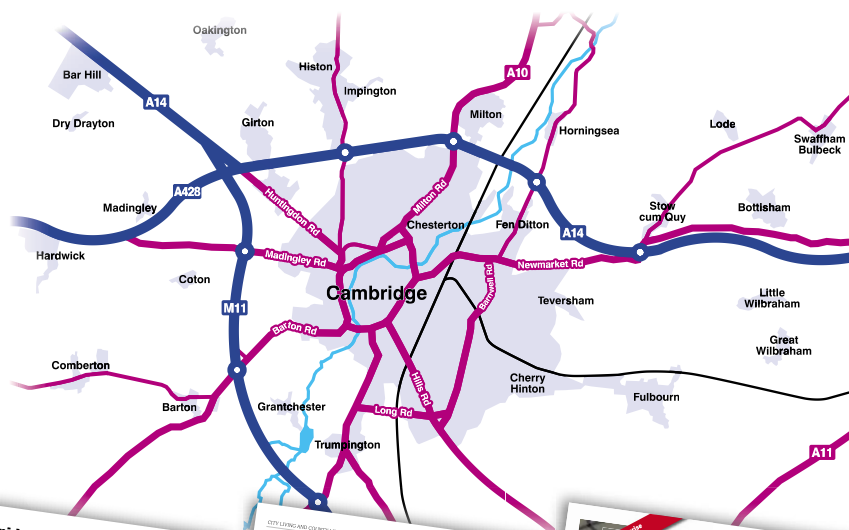 Oakington
Histon
Bar Hill
A10
Impington
A14
Milton
Dry Drayton
Girton
Horningsea
Lode
Swaffham
Bulbeck
A428
Huntingdon Rd
Milton Rd
Madingley
Stow
cum Quy
Bottisham
Chesterton
Fen Ditton
A14
Hardwick
Madingley Rd
Newmarket Rd
Coton
Cambridge
Barnwell Rd
Teversham
Little
Wilbraham
M11
Barton Rd
Great
Wilbraham
Comberton
Cherry
Hinton
Hills Rd
Fulbourn
Barton
Grantchester
Long Rd
Trumpington
A11